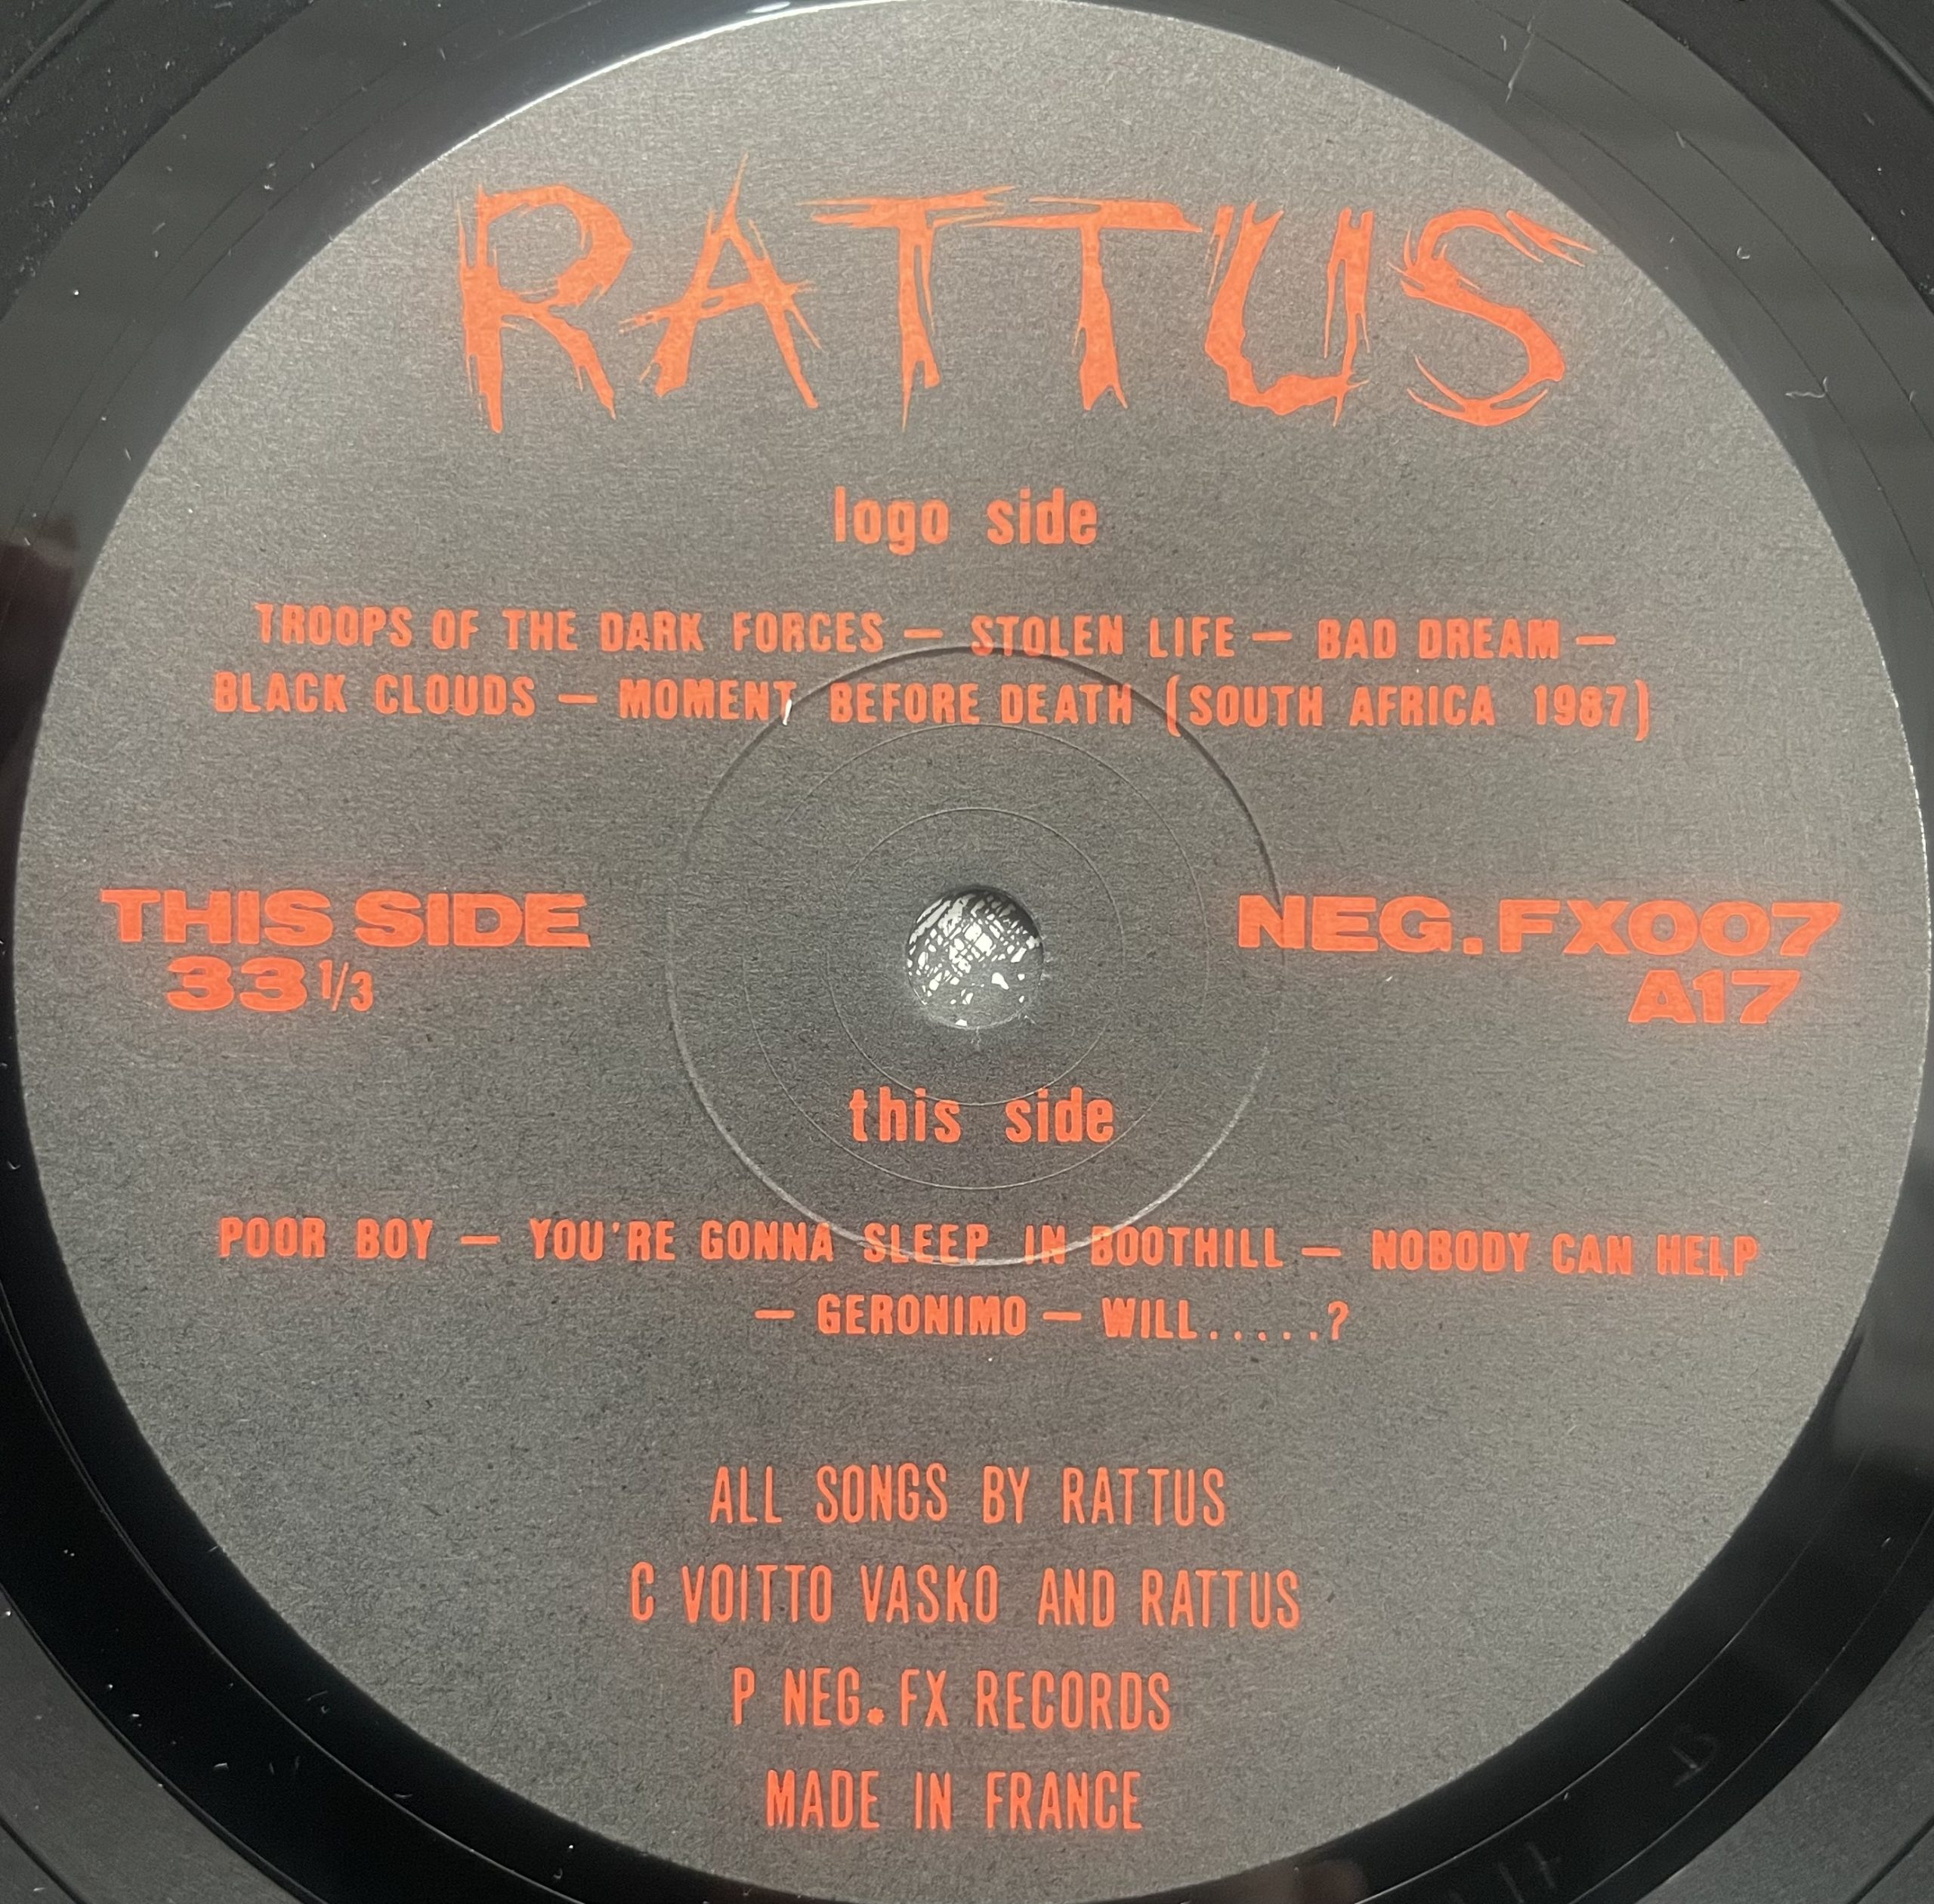 RATTUS
logo side
TROOPS OF THE DARK FORCES — STOLEN LIFE — BAD DREAM —
BLACK CLOUDS — MOMENT BEFORE DEATH (SOUTH AFRICA 1987)
THIS SIDE
33 1/3
NEG.FX007
A17
this side
POOR BOY — YOU'RE GONNA SLEEP IN BOOTHILL — NOBODY CAN HELP
— GERONIMO — WILL.....?
ALL SONGS BY RATTUS
C VOITTO VASKO AND RATTUS
P NEG.FX RECORDS
MADE IN FRANCE